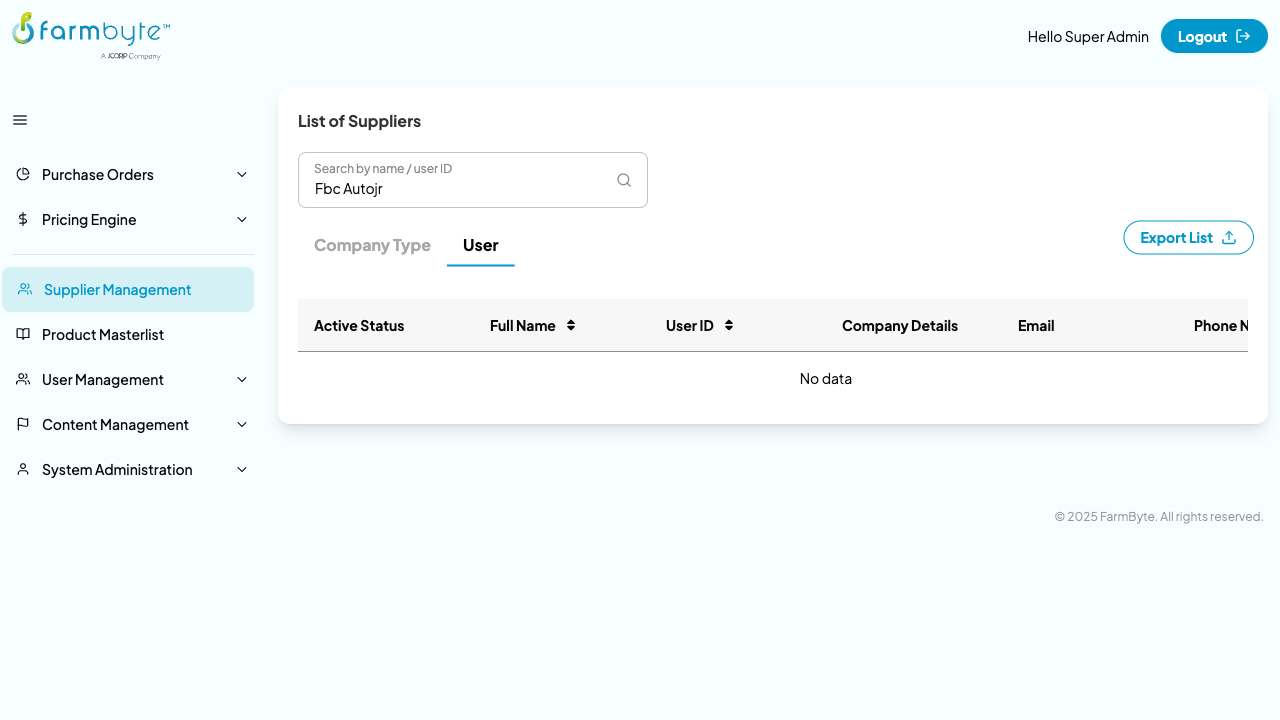 farmbyte™
A JCORP Company
Hello Super Admin
Logout
Purchase Orders
Pricing Engine
Supplier Management
Product Masterlist
User Management
Content Management
System Administration
List of Suppliers
Search by name / user ID
Fbc Autojr
Company Type
User
Export List
Active Status
Full Name
User ID
Company Details
Email
Phone N
No data
© 2025 FarmByte. All rights reserved.